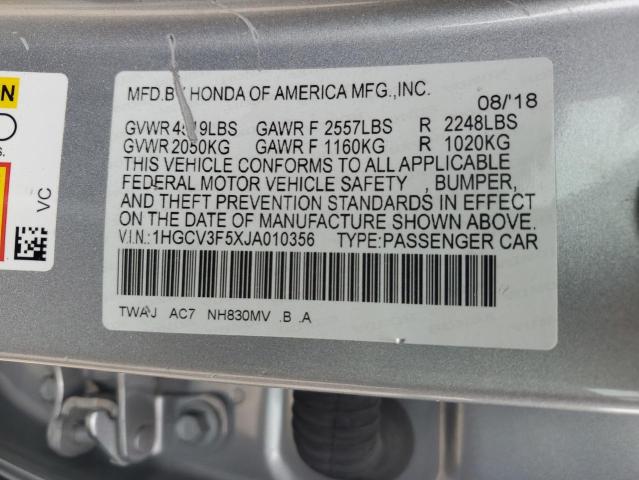 MFD.BY HONDA OF AMERICA MFG.,INC.
08/'18
GVWR 4519LBS GAWR F 2557LBS R 2248LBS
GVWR 2050KG GAWR F 1160KG R 1020KG
THIS VEHICLE CONFORMS TO ALL APPLICABLE
FEDERAL MOTOR VEHICLE SAFETY , BUMPER,
AND THEFT PREVENTION STANDARDS IN EFFECT
ON THE DATE OF MANUFACTURE SHOWN ABOVE.
V.I.N.: 1HGCV3F5XJA010356 TYPE:PASSENGER CAR
TWAJ AC7 NH830MV .B .A
VC